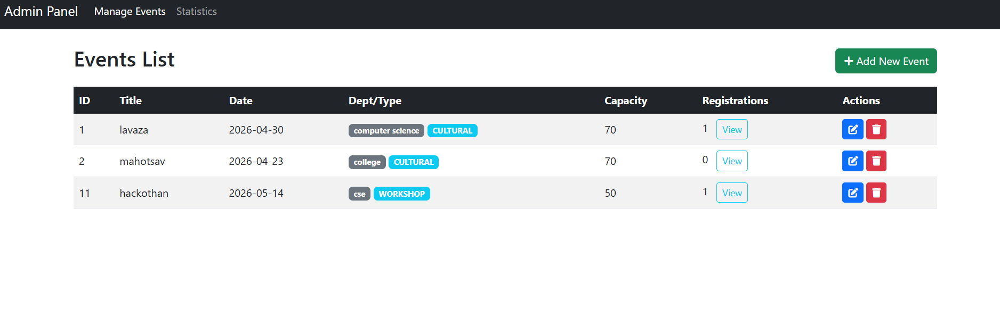 Admin Panel Manage Events Statistics
Events List
+ Add New Event
ID Title Date Dept/Type Capacity Registrations Actions
1 lavaza 2026-04-30 computer science CULTURAL 70 1 View
2 mahotsav 2026-04-23 college CULTURAL 70 0 View
11 hackothan 2026-05-14 cse WORKSHOP 50 1 View